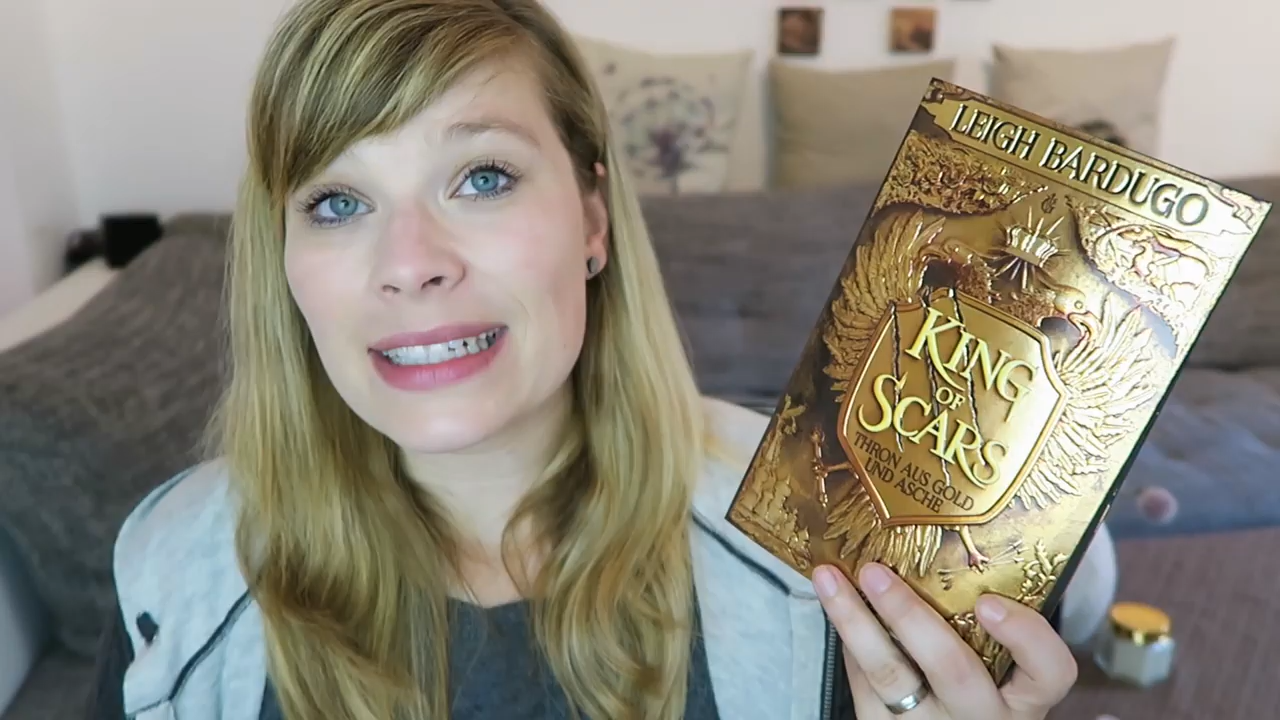 LEIGH BARDUGO
KING
OF
SCARS
THRON AUS GOLD
UND ASCHE